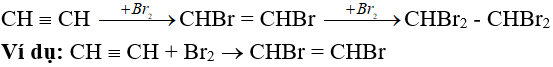 CH ≡ CH +Br₂→ CHBr = CHBr +Br₂→ CHBr₂ - CHBr₂
Ví dụ: CH ≡ CH + Br₂ → CHBr = CHBr